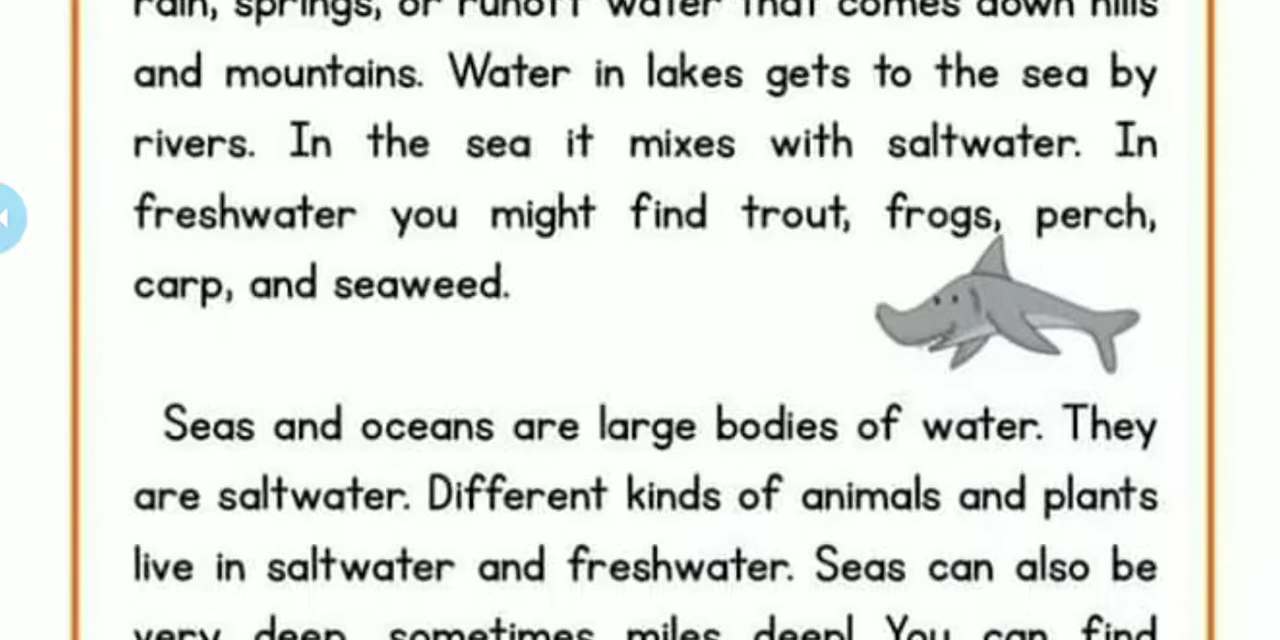 rain, springs, or runoff water that comes down hills
and mountains. Water in lakes gets to the sea by
rivers. In the sea it mixes with saltwater. In
freshwater you might find trout, frogs, perch,
carp, and seaweed.
Seas and oceans are large bodies of water. They
are saltwater. Different kinds of animals and plants
live in saltwater and freshwater. Seas can also be
very deep, sometimes miles deep! You can find